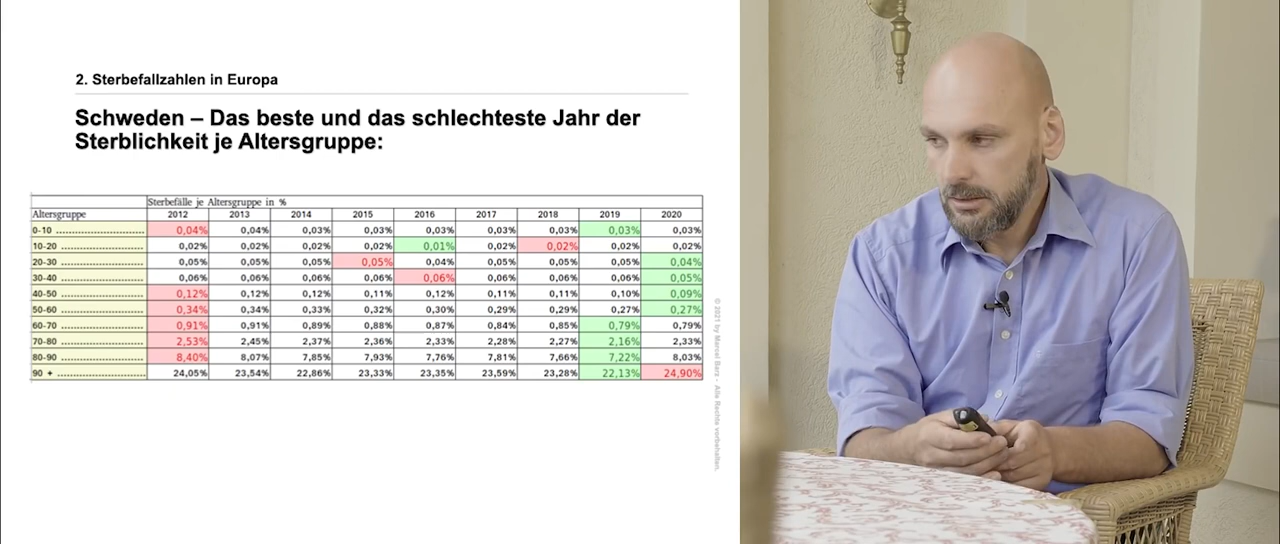 2. Sterbefallzahlen in Europa
Schweden – Das beste und das schlechteste Jahr der
Sterblichkeit je Altersgruppe:
Sterbefälle je Altersgruppe in %
Altersgruppe 2012 2013 2014 2015 2016 2017 2018 2019 2020
0-10 0,04% 0,04% 0,03% 0,03% 0,03% 0,03% 0,03% 0,03% 0,03%
10-20 0,02% 0,02% 0,02% 0,02% 0,01% 0,02% 0,02% 0,02% 0,02%
20-30 0,05% 0,05% 0,05% 0,05% 0,04% 0,05% 0,05% 0,05% 0,04%
30-40 0,06% 0,06% 0,06% 0,06% 0,06% 0,06% 0,06% 0,06% 0,05%
40-50 0,12% 0,12% 0,12% 0,11% 0,12% 0,11% 0,11% 0,10% 0,09%
50-60 0,34% 0,34% 0,33% 0,32% 0,30% 0,29% 0,29% 0,27% 0,27%
60-70 0,91% 0,91% 0,89% 0,88% 0,87% 0,84% 0,85% 0,79% 0,79%
70-80 2,53% 2,45% 2,37% 2,36% 2,33% 2,28% 2,27% 2,16% 2,33%
80-90 8,40% 8,07% 7,85% 7,93% 7,76% 7,81% 7,66% 7,22% 8,03%
90 + 24,05% 23,54% 22,86% 23,33% 23,35% 23,59% 23,28% 22,13% 24,90%
© 2021 by Marcel Barz - Alle Rechte vorbehalten.